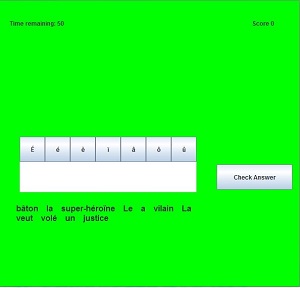 Time remaining: 50 Score 0
É é è ï â ô û
Check Answer
bâton la super-héroïne Le a vilain La
veut volé un justice